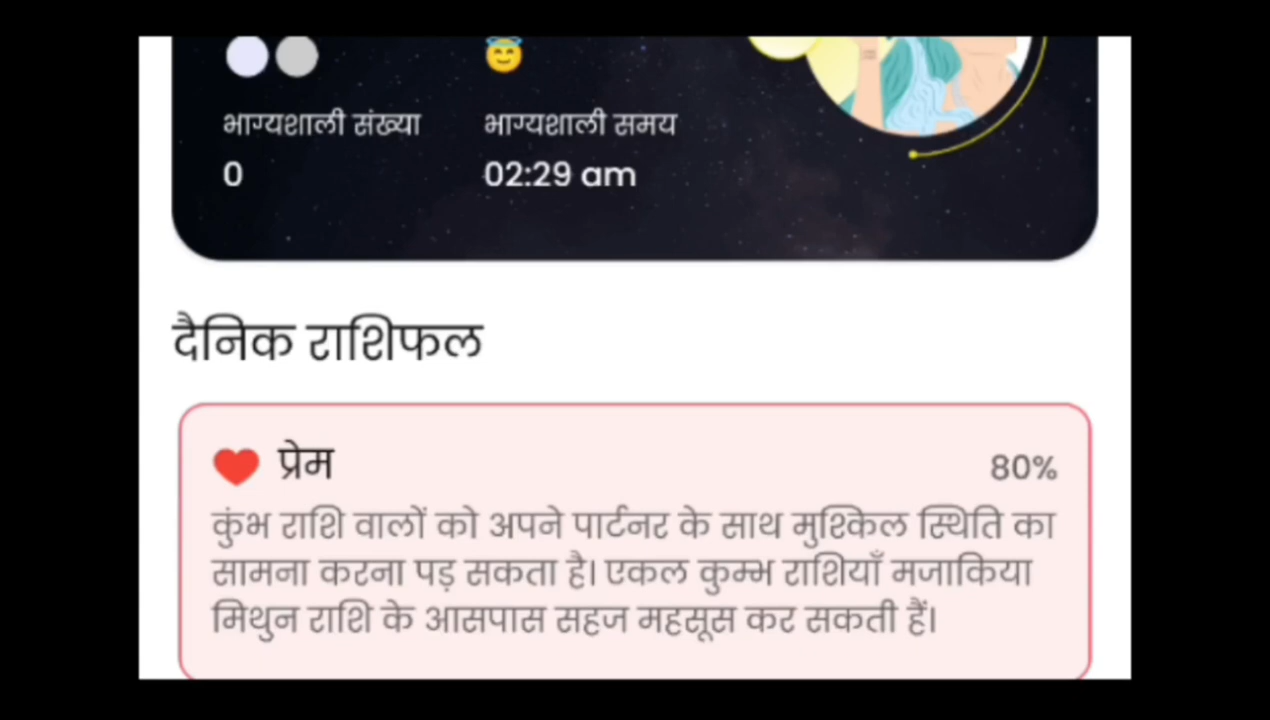 भाग्यशाली संख्या
भाग्यशाली समय
0
02:29 am
दैनिक राशिफल
प्रेम
80%
कुंभ राशि वालों को अपने पार्टनर के साथ मुश्किल स्थिति का
सामना करना पड़ सकता है। एकल कुम्भ राशियाँ मजाकिया
मिथुन राशि के आसपास सहज महसूस कर सकती हैं।